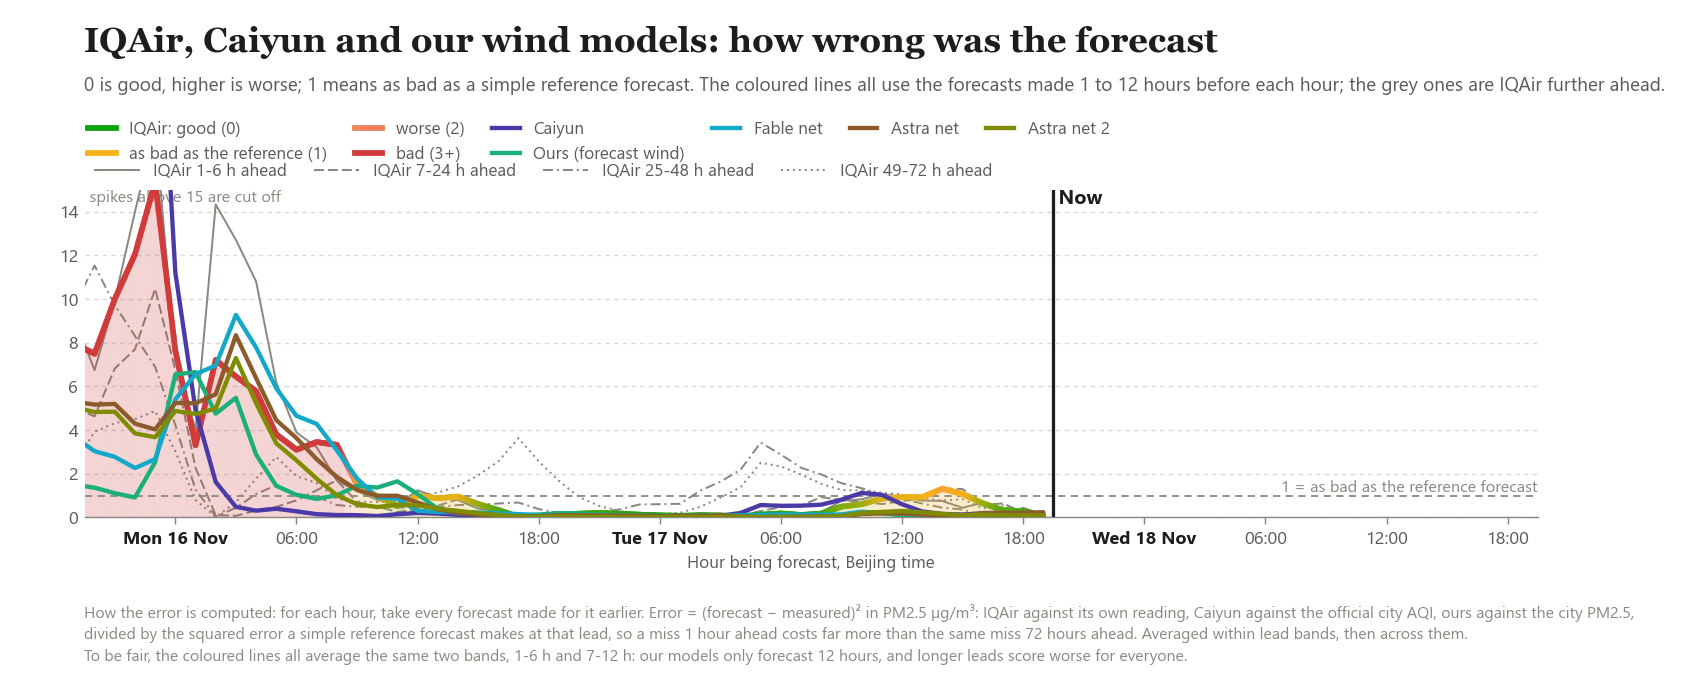 IQAir, Caiyun and our wind models: how wrong was the forecast
0 is good, higher is worse; 1 means as bad as a simple reference forecast. The coloured lines all use the forecasts made 1 to 12 hours before each hour; the grey ones are IQAir further ahead.
IQAir: good (0) worse (2) Caiyun Fable net Astra net Astra net 2
as bad as the reference (1) bad (3+) Ours (forecast wind)
IQAir 1-6 h ahead IQAir 7-24 h ahead IQAir 25-48 h ahead IQAir 49-72 h ahead
spikes above 15 are cut off
Now
14
12
10
8
6
4
2
1 = as bad as the reference forecast
0
Mon 16 Nov 06:00 12:00 18:00 Tue 17 Nov 06:00 12:00 18:00 Wed 18 Nov 06:00 12:00 18:00
Hour being forecast, Beijing time
How the error is computed: for each hour, take every forecast made for it earlier. Error = (forecast − measured)² in PM2.5 µg/m³: IQAir against its own reading, Caiyun against the official city AQI, ours against the city PM2.5,
divided by the squared error a simple reference forecast makes at that lead, so a miss 1 hour ahead costs far more than the same miss 72 hours ahead. Averaged within lead bands, then across them.
To be fair, the coloured lines all average the same two bands, 1-6 h and 7-12 h: our models only forecast 12 hours, and longer leads score worse for everyone.